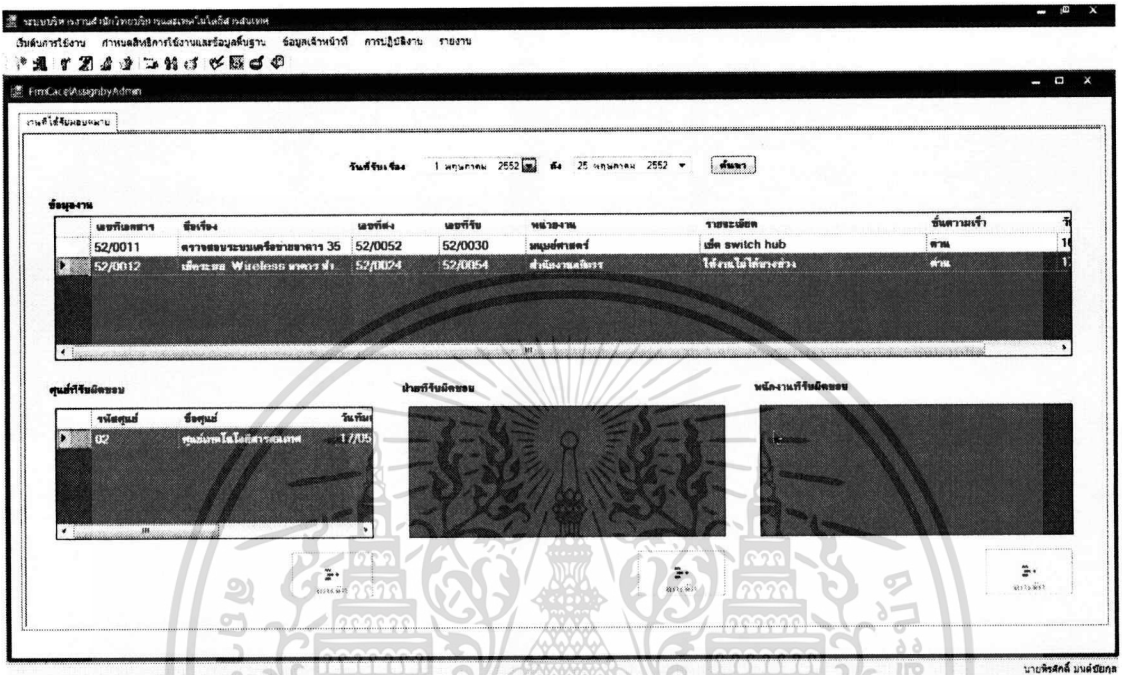 ระบบบริหารงานสำนักวิทยบริการและเทคโนโลยีสารสนเทศ
เริ่มต้นการใช้งาน กำหนดสิทธิการใช้งานและข้อมูลพื้นฐาน ข้อมูลเจ้าหน้าที่ การปฏิบัติงาน รายงาน
FrmCacelAssignbyAdmin
งานที่ได้รับมอบหมาย
วันที่รับเรื่อง 1 พฤษภาคม 2552 ถึง 25 พฤษภาคม 2552 ค้นหา
ข้อมูลงาน
เลขที่เอกสาร ชื่อเรื่อง เลขที่ส่ง เลขที่รับ หน่วยงาน รายละเอียด ชั้นความเร็ว วั
52/0011 ตรวจสอบระบบเครือข่ายอาคาร 35 52/0052 52/0030 มนุษย์ศาสตร์ เช็ค switch hub ด่วน 16
52/0012 เช็คระบบ Wireless อาคาร สำ 52/0024 52/0054 สำนักงานอธิการ ใช้งานไม่ได้บางช่วง ด่วน 17
ศูนย์ที่รับผิดชอบ ฝ่ายที่รับผิดชอบ พนักงานที่รับผิดชอบ
รหัสศูนย์ ชื่อศูนย์
02 ศูนย์เทคโนโลยีสารสนเทศ 17/05
นายพิรศักดิ์ มนต์ชัยกุล